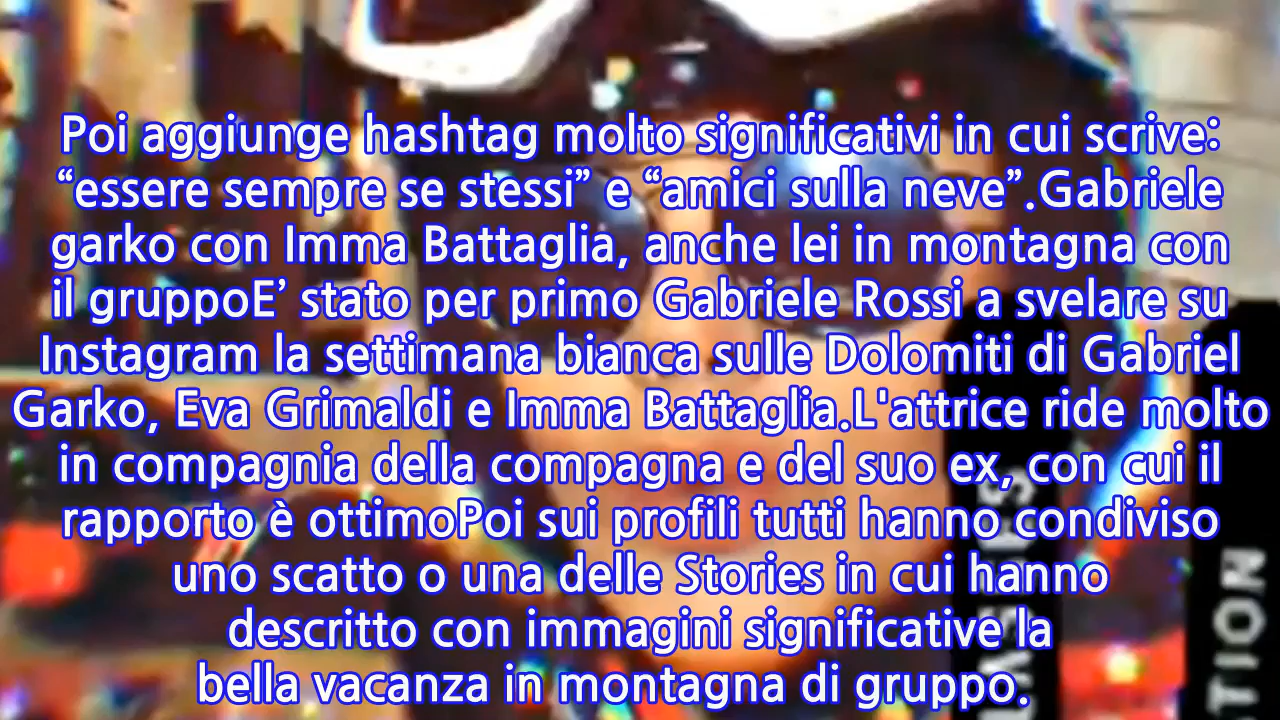 Poi aggiunge hashtag molto significativi in cui scrive:
“essere sempre se stessi” e “amici sulla neve”.Gabriele
garko con Imma Battaglia, anche lei in montagna con
il gruppoE’ stato per primo Gabriele Rossi a svelare su
Instagram la settimana bianca sulle Dolomiti di Gabriel
Garko, Eva Grimaldi e Imma Battaglia.L'attrice ride molto
in compagnia della compagna e del suo ex, con cui il
rapporto è ottimoPoi sui profili tutti hanno condiviso
uno scatto o una delle Stories in cui hanno
descritto con immagini significative la
bella vacanza in montagna di gruppo.